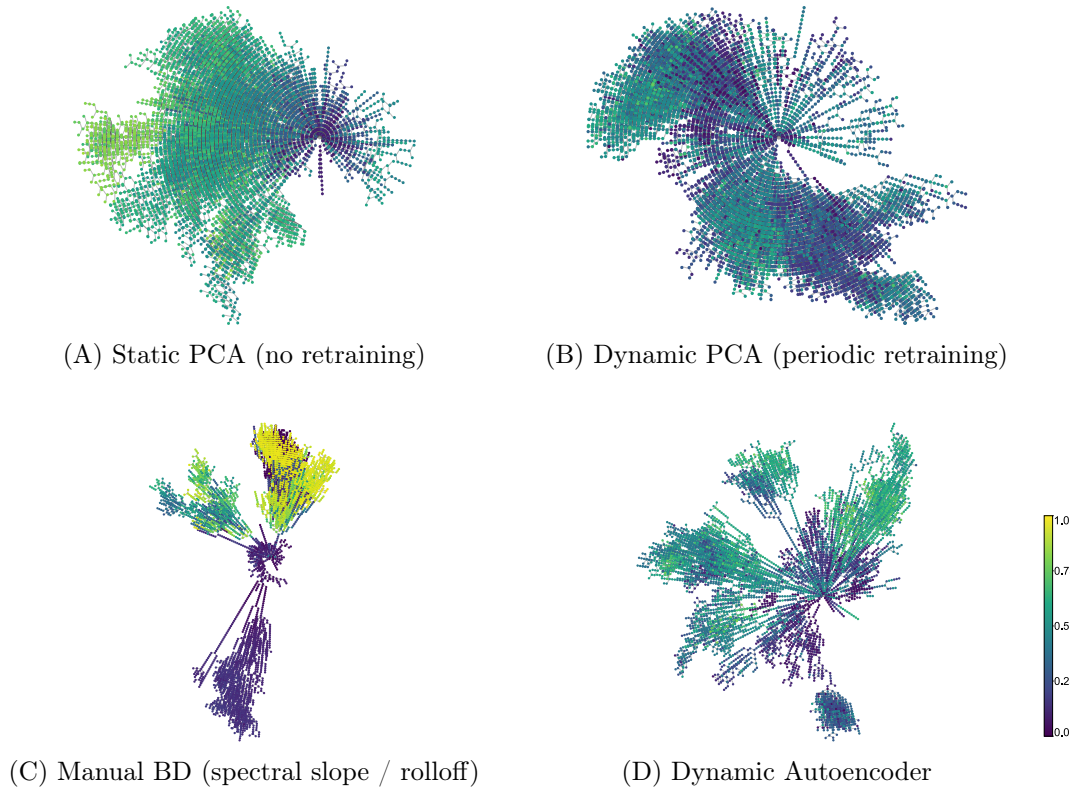 (A) Static PCA (no retraining)
(B) Dynamic PCA (periodic retraining)
1.0
0.7
0.5
0.2
0.0
(C) Manual BD (spectral slope / rolloff)
(D) Dynamic Autoencoder